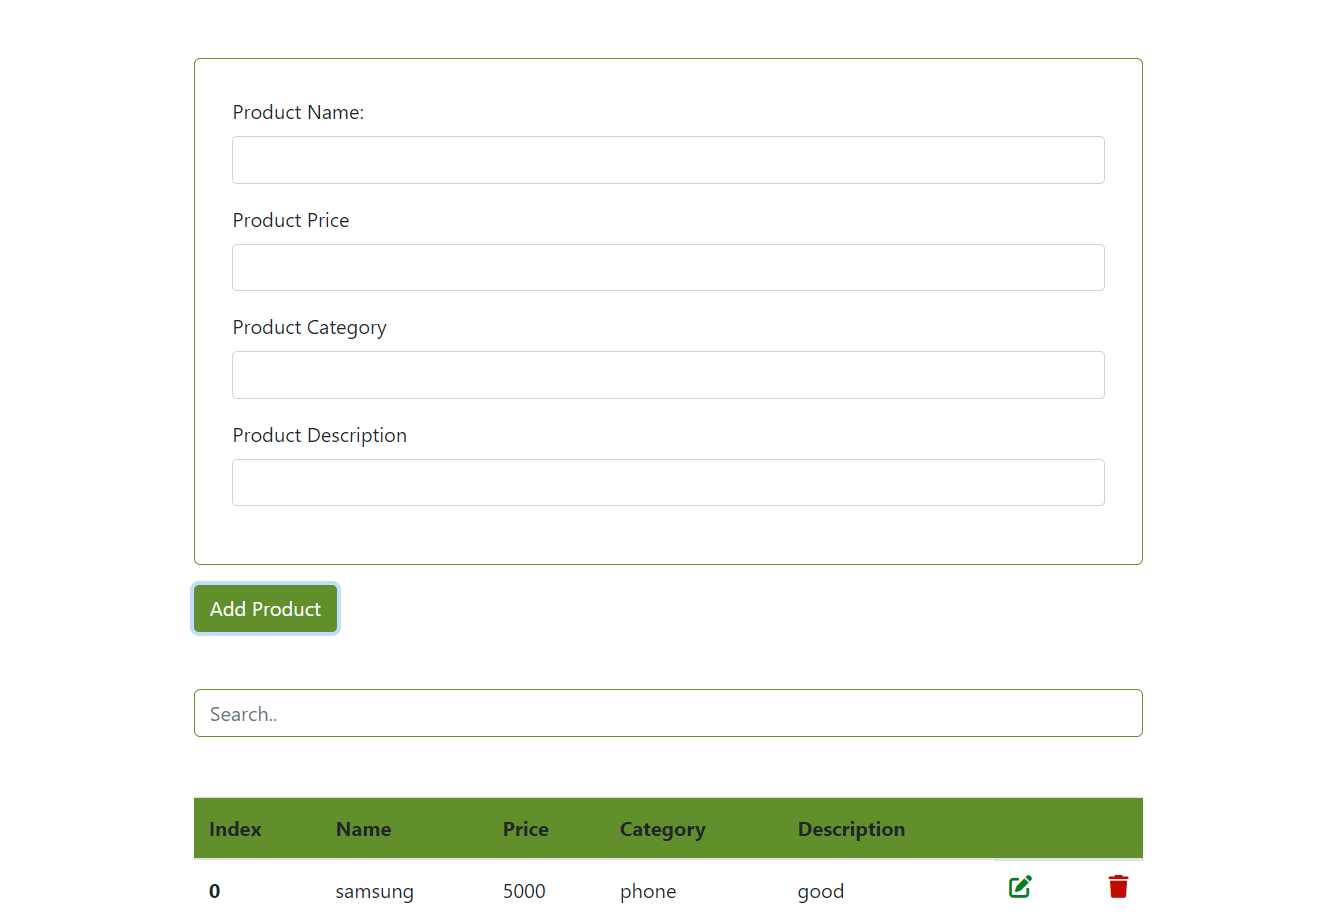 Product Name:
Product Price
Product Category
Product Description
Add Product
Search..
Index Name Price Category Description
0 samsung 5000 phone good